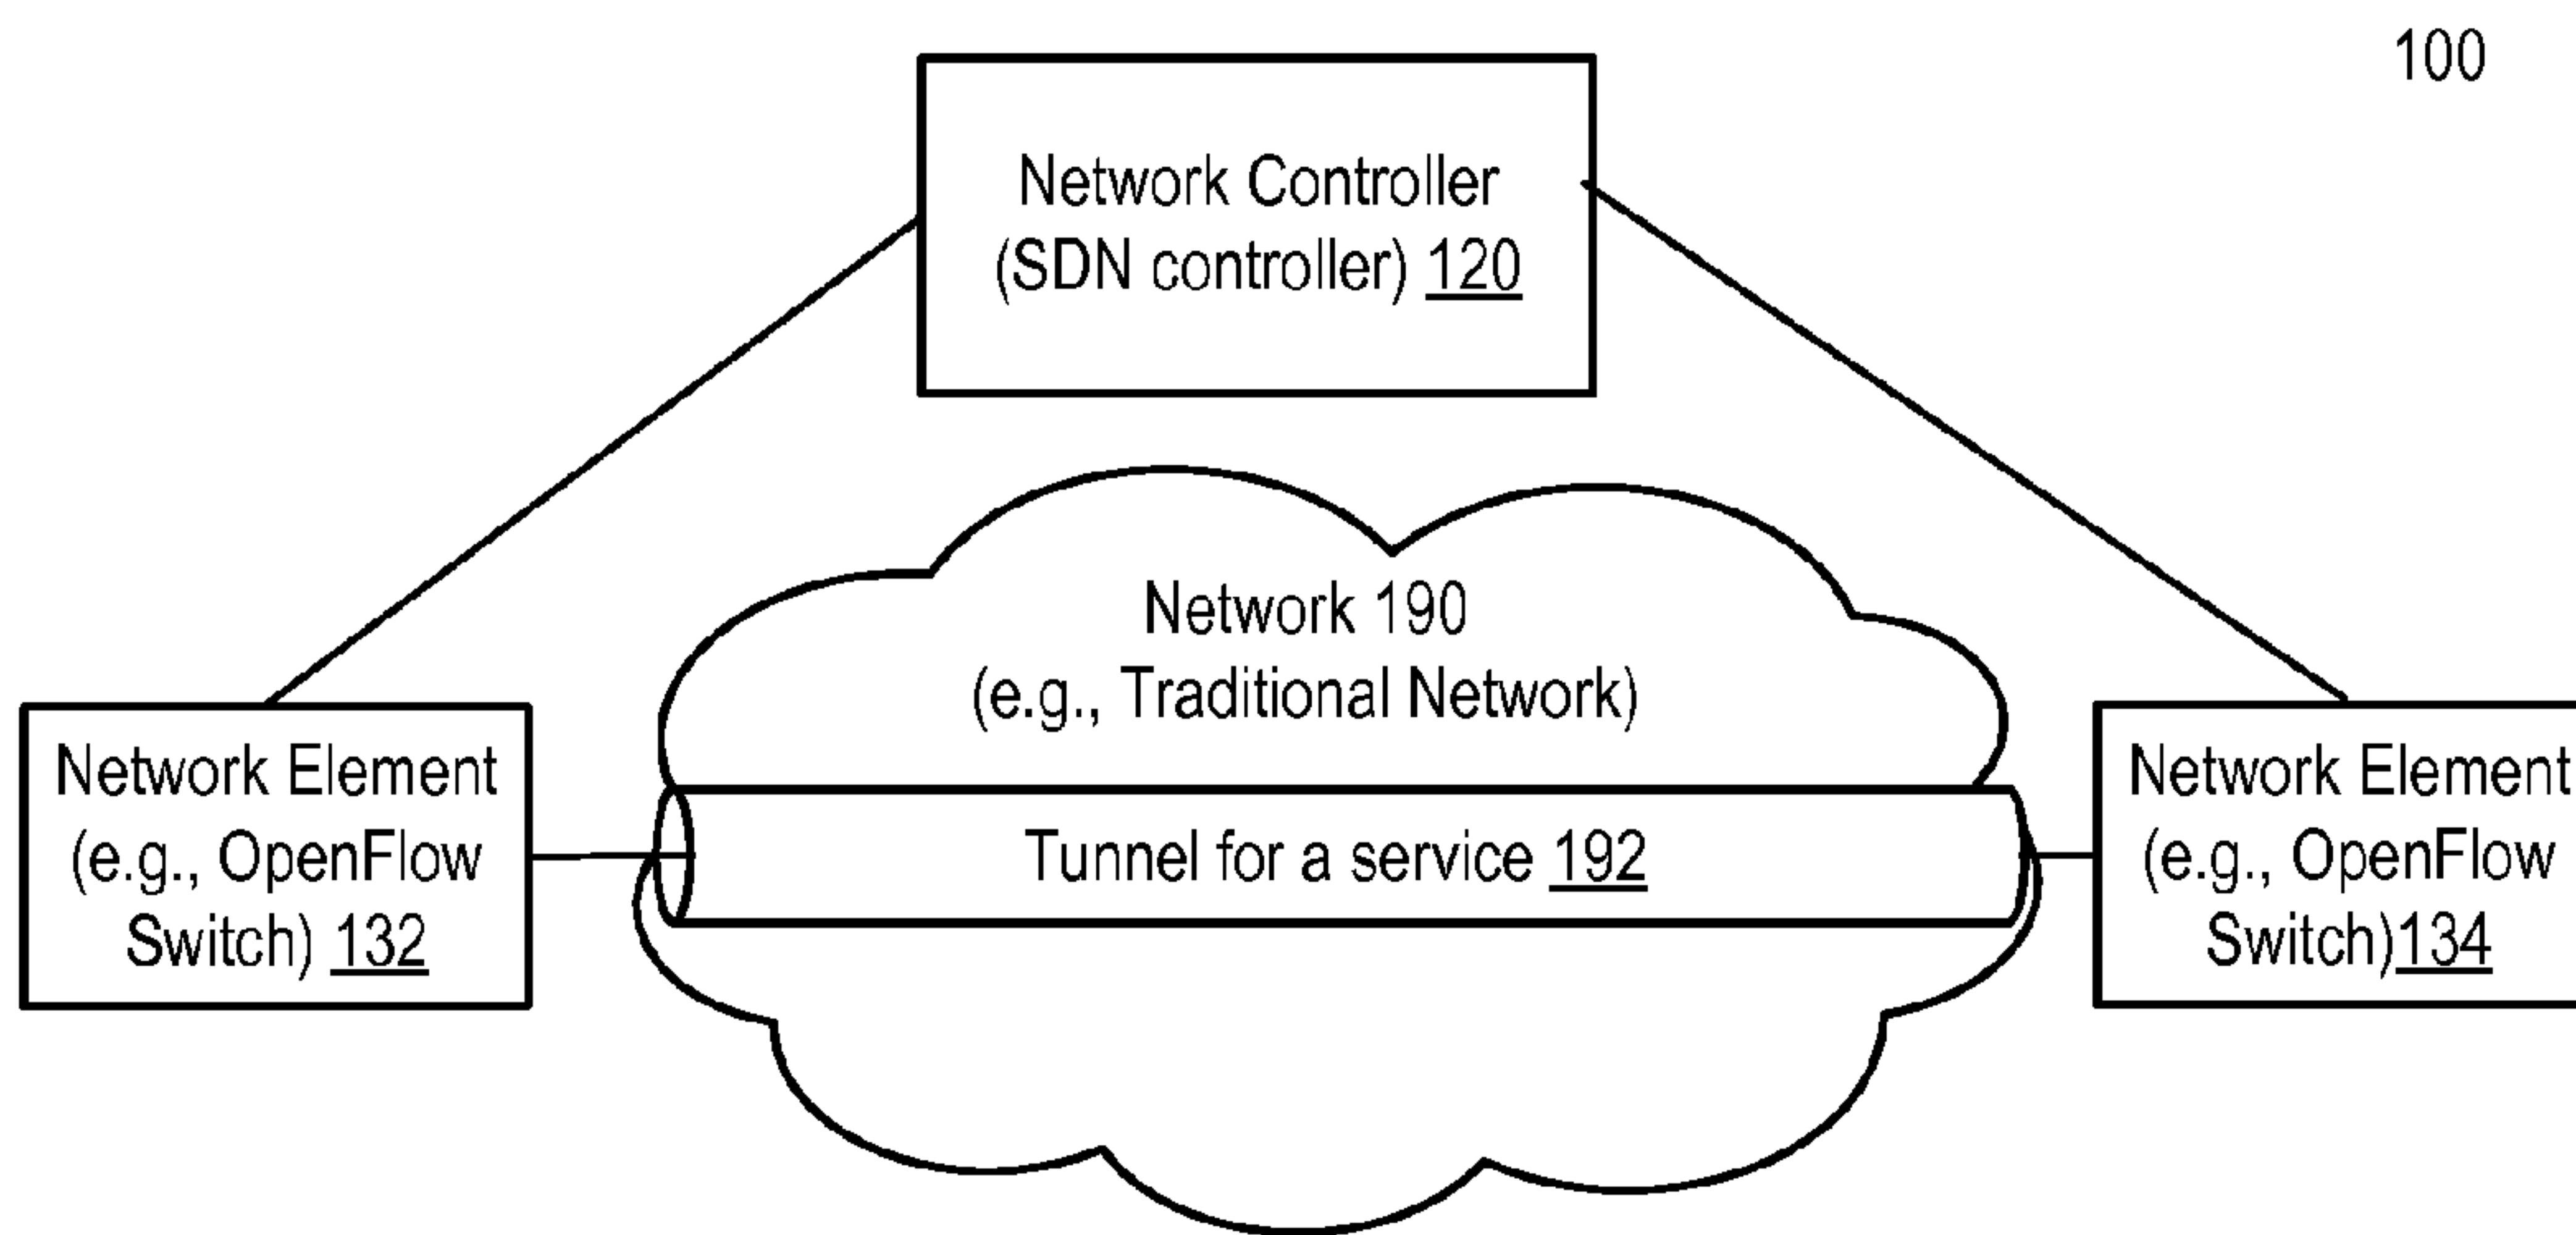 100
Network Controller
(SDN controller) 120
Network 190
(e.g., Traditional Network)
Network Element
(e.g., OpenFlow
Switch) 132
Tunnel for a service 192
Network Element
(e.g., OpenFlow
Switch)134